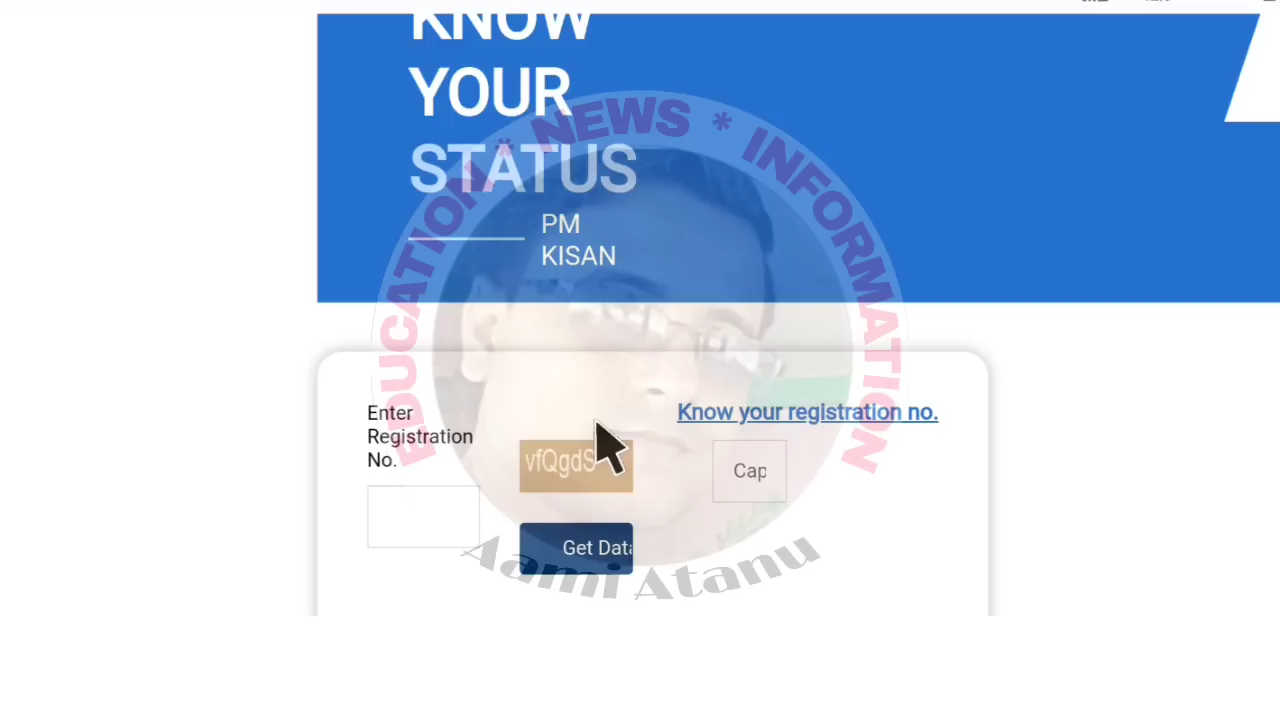 KNOW
YOUR
STATUS
PM
KISAN
EDUCATION * NEWS * INFORMATION
Enter
Registration
No.
Know your registration no.
Cap
Get Data
Aami Atanu